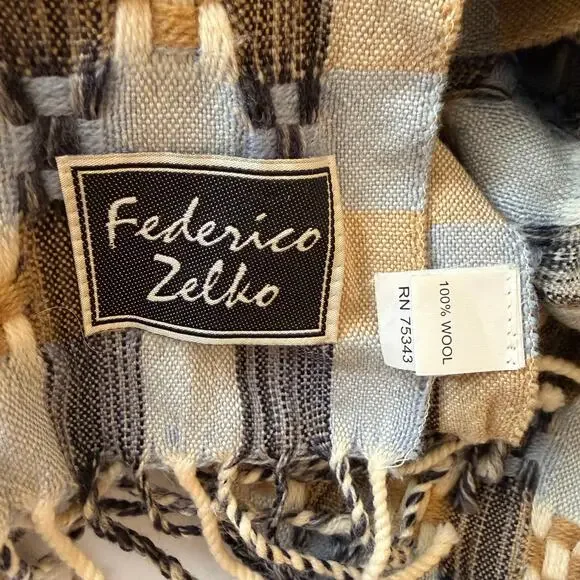 Federico
Zelko
100% WOOL
RN 75343